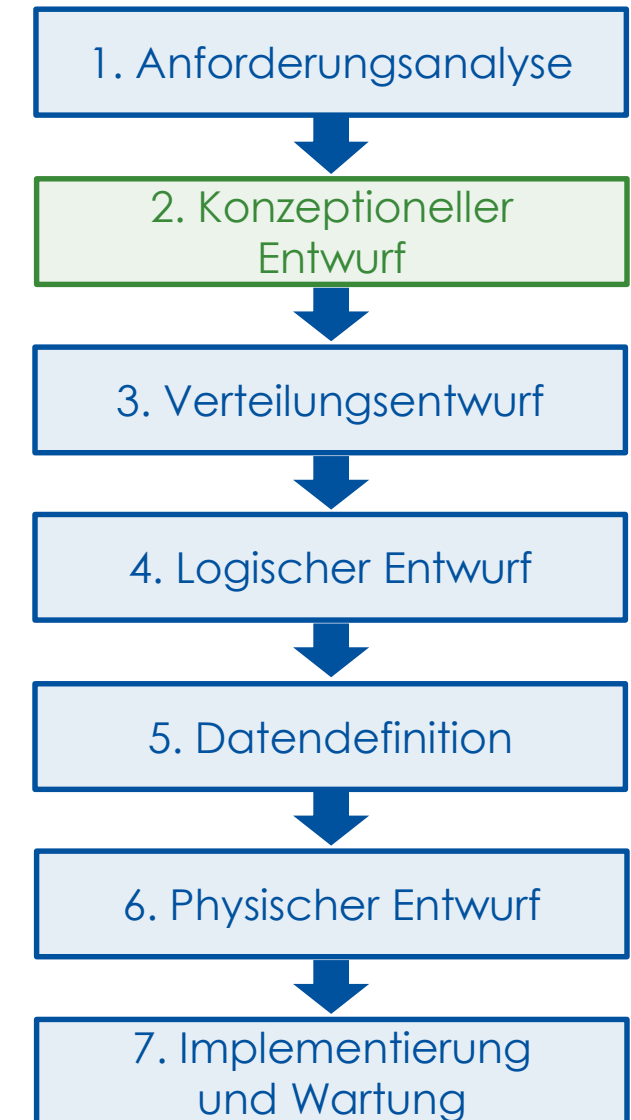 1. Anforderungsanalyse
2. Konzeptioneller
Entwurf
3. Verteilungsentwurf
4. Logischer Entwurf
5. Datendefinition
6. Physischer Entwurf
7. Implementierung
und Wartung